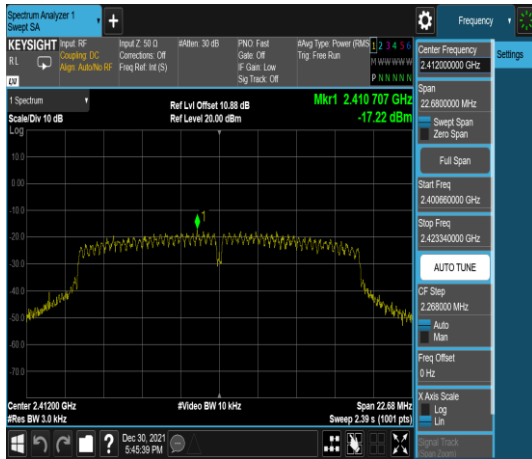 Spectrum Analyzer 1
Swept SA
Frequency
KEYSIGHT
RL
LXI
Input: RF
Coupling: DC
Align: Auto/No RF
Input Z: 50 Ω
Corrections: Off
Freq Ref: Int (S)
#Atten: 30 dB
PNO: Fast
Gate: Off
IF Gain: Low
Sig Track: Off
#Avg Type: Power (RMS)
Trig: Free Run
1 2 3 4 5 6
M W W W W W
P N N N N N
Center Frequency
2.412000000 GHz
Settings
Span
22.6800000 MHz
Swept Span
Zero Span
Full Span
Start Freq
2.400660000 GHz
Stop Freq
2.423340000 GHz
AUTO TUNE
CF Step
2.268000 MHz
Auto
Man
Freq Offset
0 Hz
X Axis Scale
Log
Lin
Signal Track
(Span Zoom)
1 Spectrum
Scale/Div 10 dB
Log
Ref Lvl Offset 10.88 dB
Ref Level 20.00 dBm
Mkr1 2.410 707 GHz
-17.22 dBm
10.0
0.00
-10.0
-20.0
-30.0
-40.0
-50.0
-60.0
-70.0
1
Center 2.41200 GHz
#Res BW 3.0 kHz
#Video BW 10 kHz
Span 22.68 MHz
Sweep 2.39 s (1001 pts)
?
Dec 30, 2021
5:45:39 PM